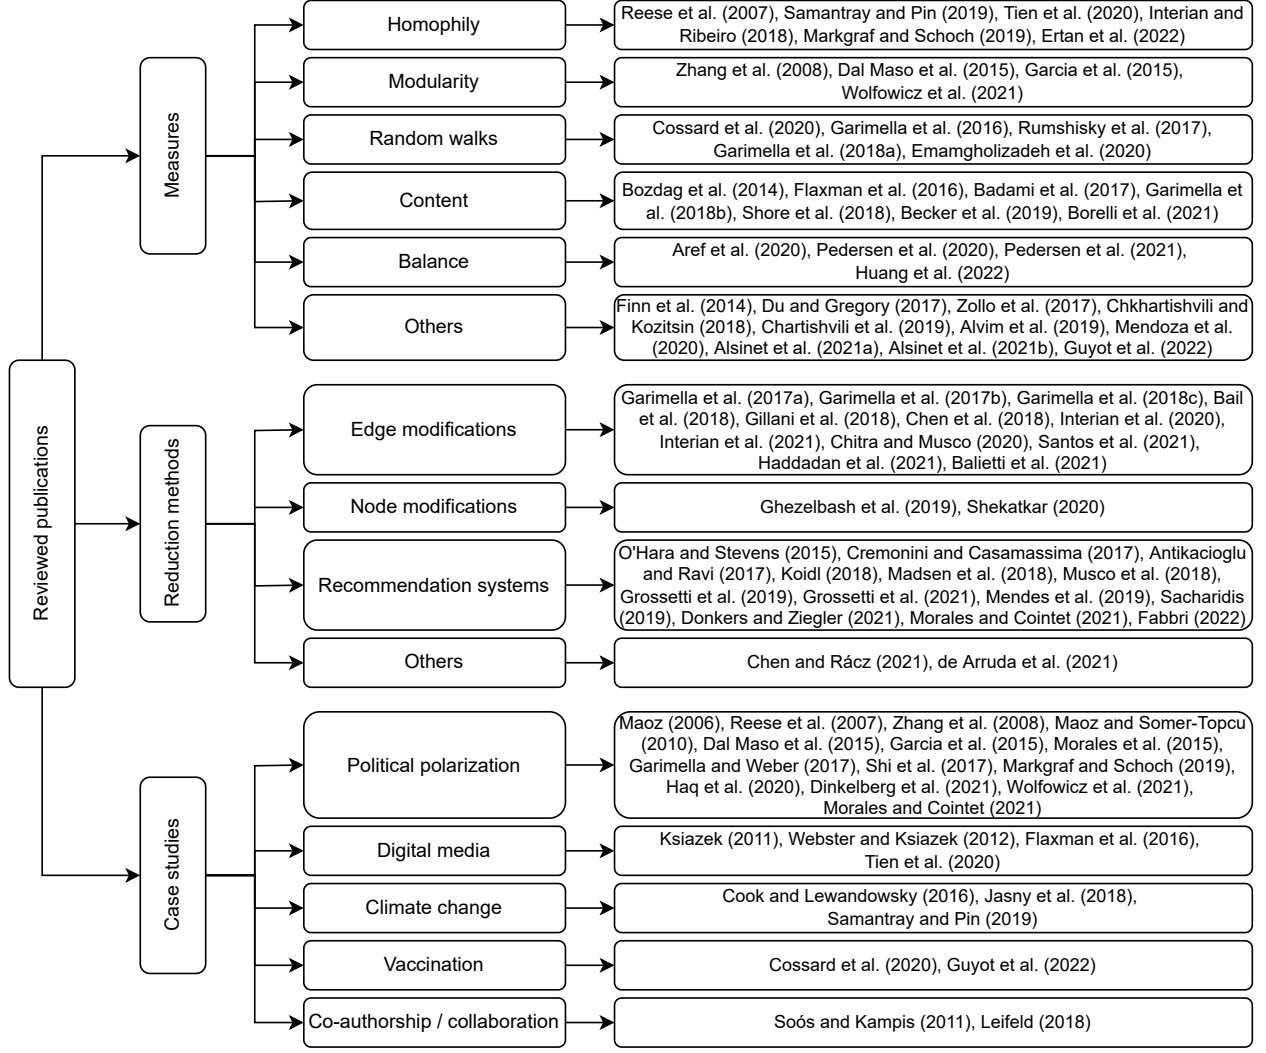 Reviewed publications
Measures
Homophily
Reese et al. (2007), Samantray and Pin (2019), Tien et al. (2020), Interian and
Ribeiro (2018), Markgraf and Schoch (2019), Ertan et al. (2022)
Modularity
Zhang et al. (2008), Dal Maso et al. (2015), Garcia et al. (2015),
Wolfowicz et al. (2021)
Random walks
Cossard et al. (2020), Garimella et al. (2016), Rumshisky et al. (2017),
Garimella et al. (2018a), Emamgholizadeh et al. (2020)
Content
Bozdag et al. (2014), Flaxman et al. (2016), Badami et al. (2017), Garimella et
al. (2018b), Shore et al. (2018), Becker et al. (2019), Borelli et al. (2021)
Balance
Aref et al. (2020), Pedersen et al. (2020), Pedersen et al. (2021),
Huang et al. (2022)
Others
Finn et al. (2014), Du and Gregory (2017), Zollo et al. (2017), Chkhartishvili and
Kozitsin (2018), Chartishvili et al. (2019), Alvim et al. (2019), Mendoza et al.
(2020), Alsinet et al. (2021a), Alsinet et al. (2021b), Guyot et al. (2022)
Reduction methods
Edge modifications
Garimella et al. (2017a), Garimella et al. (2017b), Garimella et al. (2018c), Bail
et al. (2018), Gillani et al. (2018), Chen et al. (2018), Interian et al. (2020),
Interian et al. (2021), Chitra and Musco (2020), Santos et al. (2021),
Haddadan et al. (2021), Balietti et al. (2021)
Node modifications
Ghezelbash et al. (2019), Shekatkar (2020)
Recommendation systems
O'Hara and Stevens (2015), Cremonini and Casamassima (2017), Antikacioglu
and Ravi (2017), Koidl (2018), Madsen et al. (2018), Musco et al. (2018),
Grossetti et al. (2019), Grossetti et al. (2021), Mendes et al. (2019), Sacharidis
(2019), Donkers and Ziegler (2021), Morales and Cointet (2021), Fabbri (2022)
Others
Chen and Rácz (2021), de Arruda et al. (2021)
Case studies
Political polarization
Maoz (2006), Reese et al. (2007), Zhang et al. (2008), Maoz and Somer-Topcu
(2010), Dal Maso et al. (2015), Garcia et al. (2015), Morales et al. (2015),
Garimella and Weber (2017), Shi et al. (2017), Markgraf and Schoch (2019),
Haq et al. (2020), Dinkelberg et al. (2021), Wolfowicz et al. (2021),
Morales and Cointet (2021)
Digital media
Ksiazek (2011), Webster and Ksiazek (2012), Flaxman et al. (2016),
Tien et al. (2020)
Climate change
Cook and Lewandowsky (2016), Jasny et al. (2018),
Samantray and Pin (2019)
Vaccination
Cossard et al. (2020), Guyot et al. (2022)
Co-authorship / collaboration
Soós and Kampis (2011), Leifeld (2018)